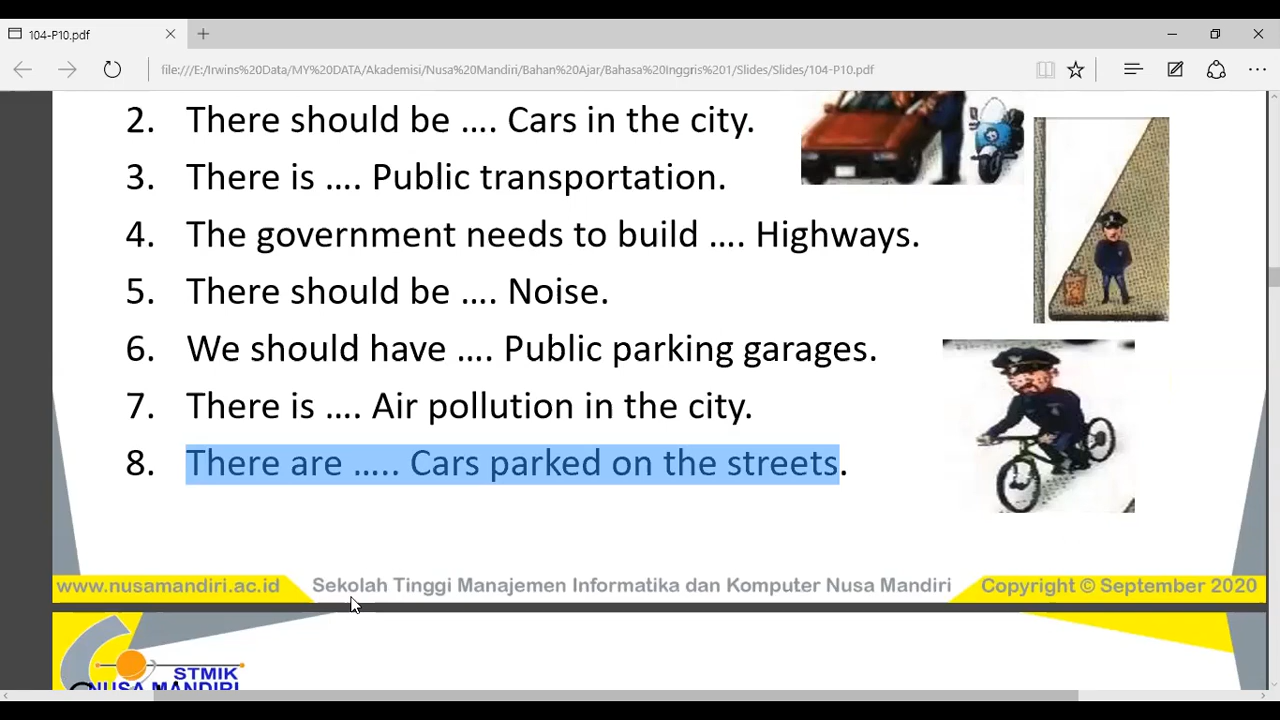 104-P10.pdf
file:///E:/Irwins%20Data/MY%20DATA/Akademisi/Nusa%20Mandiri/Bahan%20Ajar/Bahasa%20Inggris%201/Slides/Slides/104-P10.pdf
2. There should be …. Cars in the city.
3. There is …. Public transportation.
4. The government needs to build …. Highways.
5. There should be …. Noise.
6. We should have …. Public parking garages.
7. There is …. Air pollution in the city.
8. There are ….. Cars parked on the streets.
www.nusamandiri.ac.id Sekolah Tinggi Manajemen Informatika dan Komputer Nusa Mandiri Copyright © September 2020
STMIK
NUSA MANDIRI